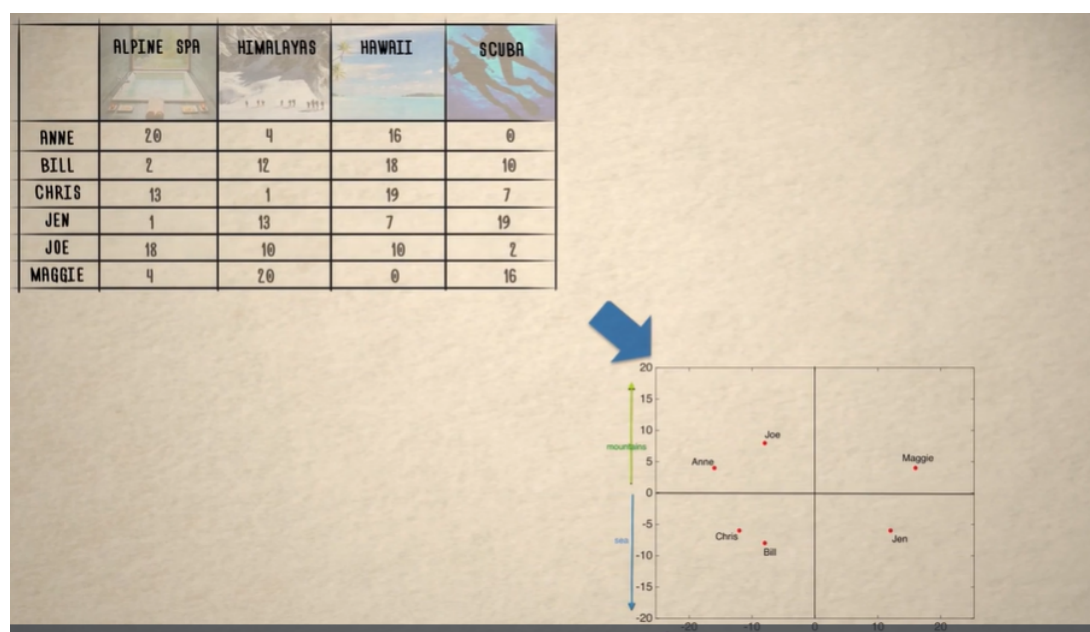 ALPINE SPA HIMALAYAS HAWAII SCUBA
ANNE 20 4 16 0
BILL 2 12 18 10
CHRIS 13 1 19 7
JEN 1 13 7 19
JOE 18 10 10 2
MAGGIE 4 20 0 16
20
15
10
Joe
mountains
Anne
5
Maggie
0
-5
Chris
Jen
sea
Bill
-10
-15
-20
-20 -10 0 10 20